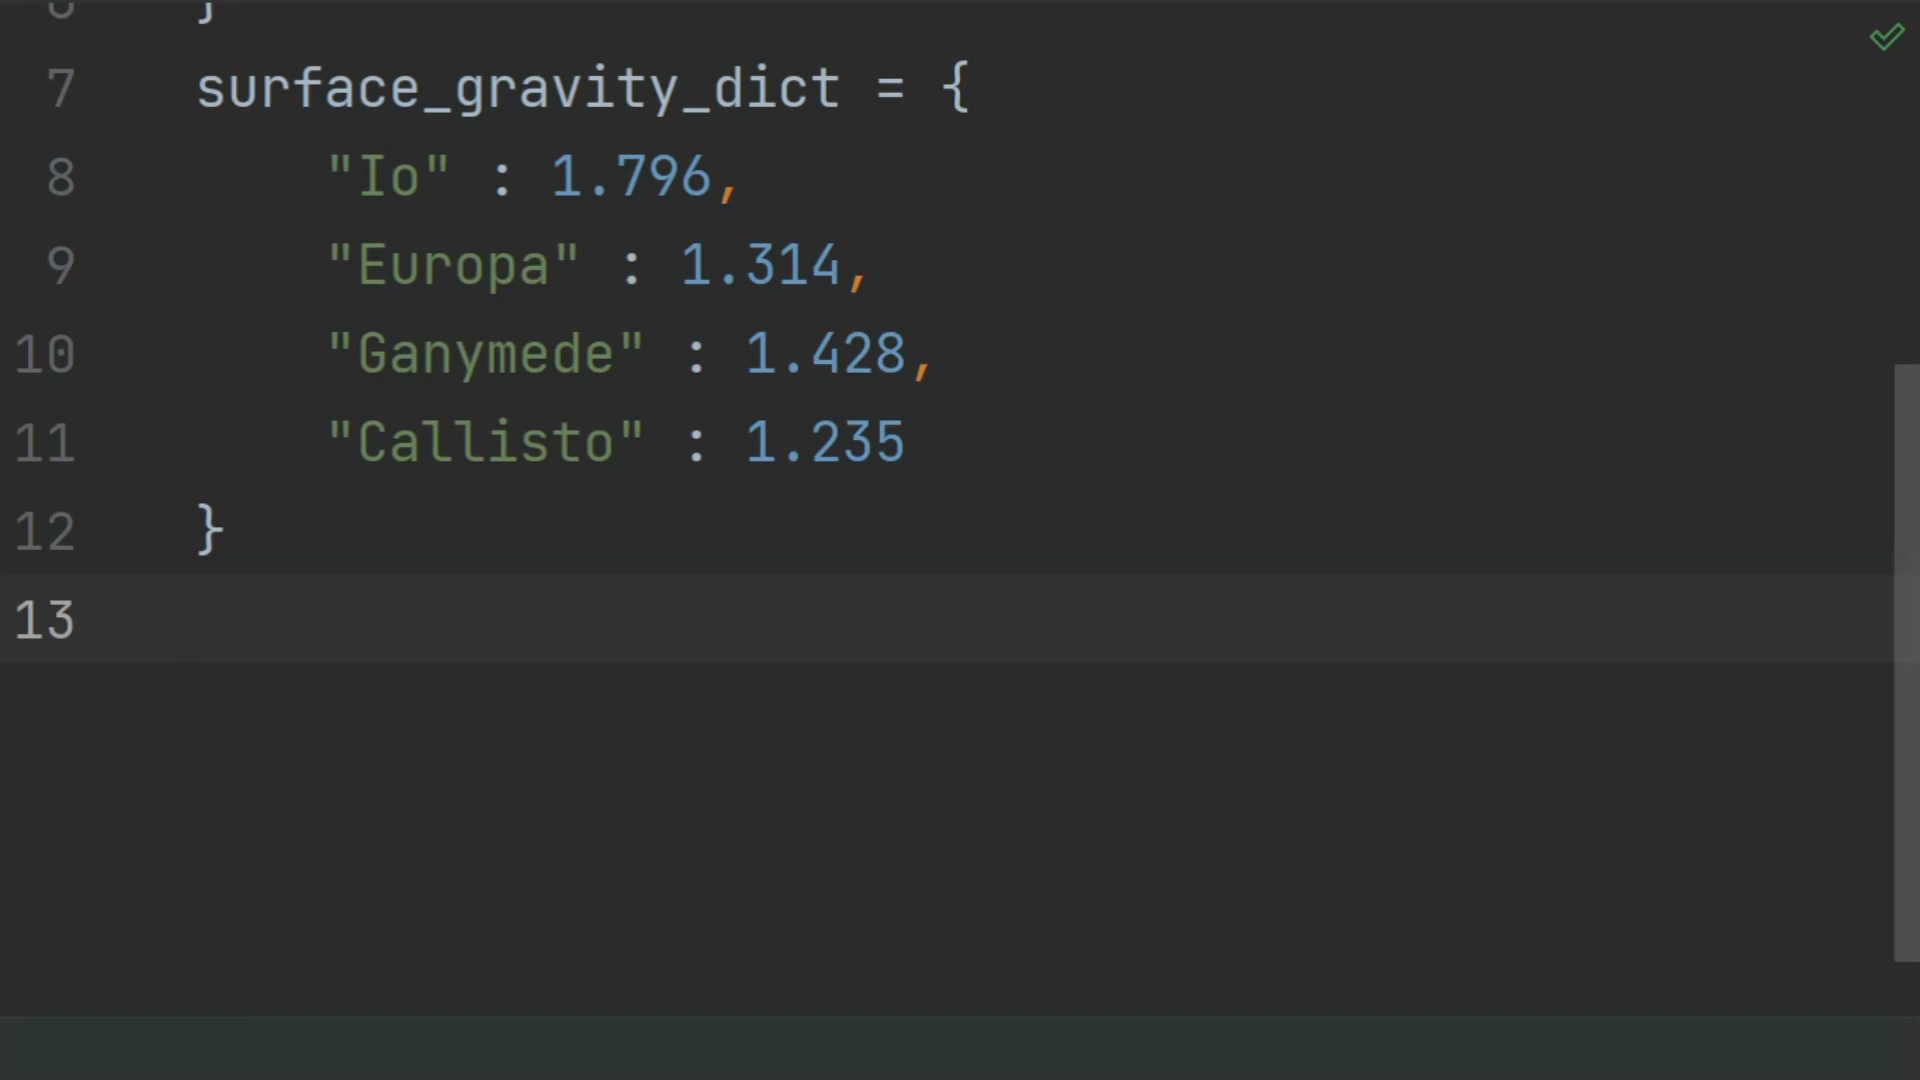 6 }
7 surface_gravity_dict = {
8 "Io" : 1.796,
9 "Europa" : 1.314,
10 "Ganymede" : 1.428,
11 "Callisto" : 1.235
12 }
13